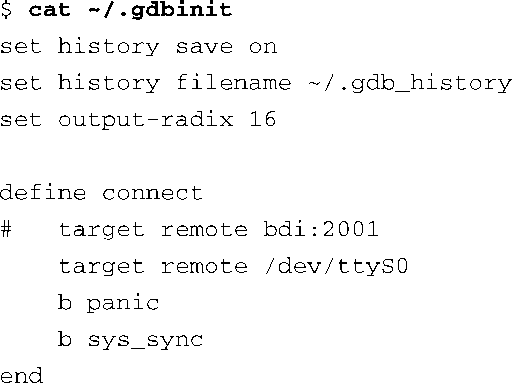 $ cat ~/.gdbinit
set history save on
set history filename ~/.gdb_history
set output-radix 16

define connect
#   target remote bdi:2001
    target remote /dev/ttyS0
    b panic
    b sys_sync
end